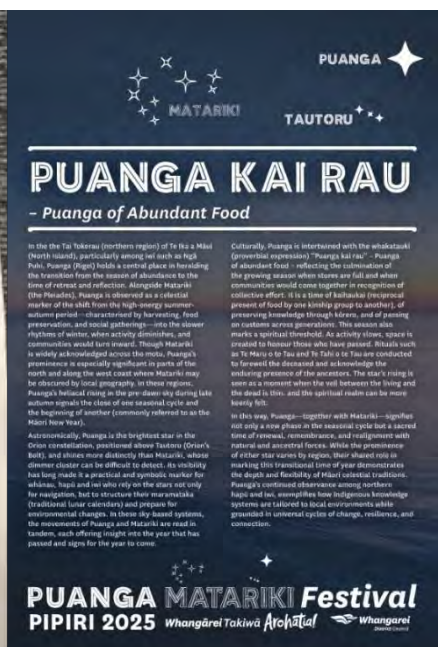 PUANGA
MATARIKI
TAUTORU
PUANGA KAI RAU
– Puanga of Abundant Food
In the the Tai Tokerau (northern region) of Te Ika a Māui
(North Island), particularly among iwi such as Ngā
Puhi, Puanga (Rigel) holds a central place in heralding
the transition from the season of abundance to the
time of retreat and reflection. Alongside Matariki
(the Pleiades), Puanga is observed as a celestial
marker of the shift from the high-energy summer-
autumn period—characterised by harvesting, food
preservation, and social gatherings—into the slower
rhythms of winter, when activity diminishes, and
communities would turn inward. Though Matariki
is widely acknowledged across the motu, Puanga's
prominence is especially significant in parts of the
north and along the west coast where Matariki may
be obscured by local geography. In these regions,
Puanga's heliacal rising in the pre-dawn sky during late
autumn signals the close of one seasonal cycle and
the beginning of another (commonly referred to as the
Māori New Year).
Astronomically, Puanga is the brightest star in the
Orion constellation, positioned above Tautoru (Orion's
Belt), and shines more distinctly than Matariki, whose
dimmer cluster can be difficult to detect. Its visibility
has long made it a practical and symbolic marker for
whānau, hapū and iwi who rely on the stars not only
for navigation, but to structure their maramataka
(traditional lunar calendars) and prepare for
environmental changes. In these sky-based systems,
the movements of Puanga and Matariki are read in
tandem, each offering insight into the year that has
passed and signs for the year to come.
Culturally, Puanga is intertwined with the whakataukī
(proverbial expression) "Puanga kai rau" – Puanga
of abundant food – reflecting the culmination of
the growing season when stores are full and when
communities would come together in recognition of
collective effort. It is a time of kaihaukai (reciprocal
present of food by one kinship group to another), of
preserving knowledge through kōrero, and of passing
on customs across generations. This season also
marks a spiritual threshold. As activity slows, space is
created to honour those who have passed. Rituals such
as Te Maru o te Tau and Te Tahi o te Tau are conducted
to farewell the deceased and acknowledge the
enduring presence of the ancestors. The star's rising is
seen as a moment when the veil between the living and
the dead is thin, and the spiritual realm can be more
keenly felt.
In this way, Puanga—together with Matariki—signifies
not only a new phase in the seasonal cycle but a sacred
time of renewal, remembrance, and realignment with
natural and ancestral forces. While the prominence
of either star varies by region, their shared role in
marking this transitional time of year demonstrates
the depth and flexibility of Māori celestial traditions.
Puanga's continued observance among northern
hapū and iwi, exemplifies how indigenous knowledge
systems are tailored to local environments while
grounded in universal cycles of change, resilience, and
connection.
PUANGA MATARIKI Festival
PIPIRI 2025 Whangārei Takiwā Arohatia! Whangarei
District Council